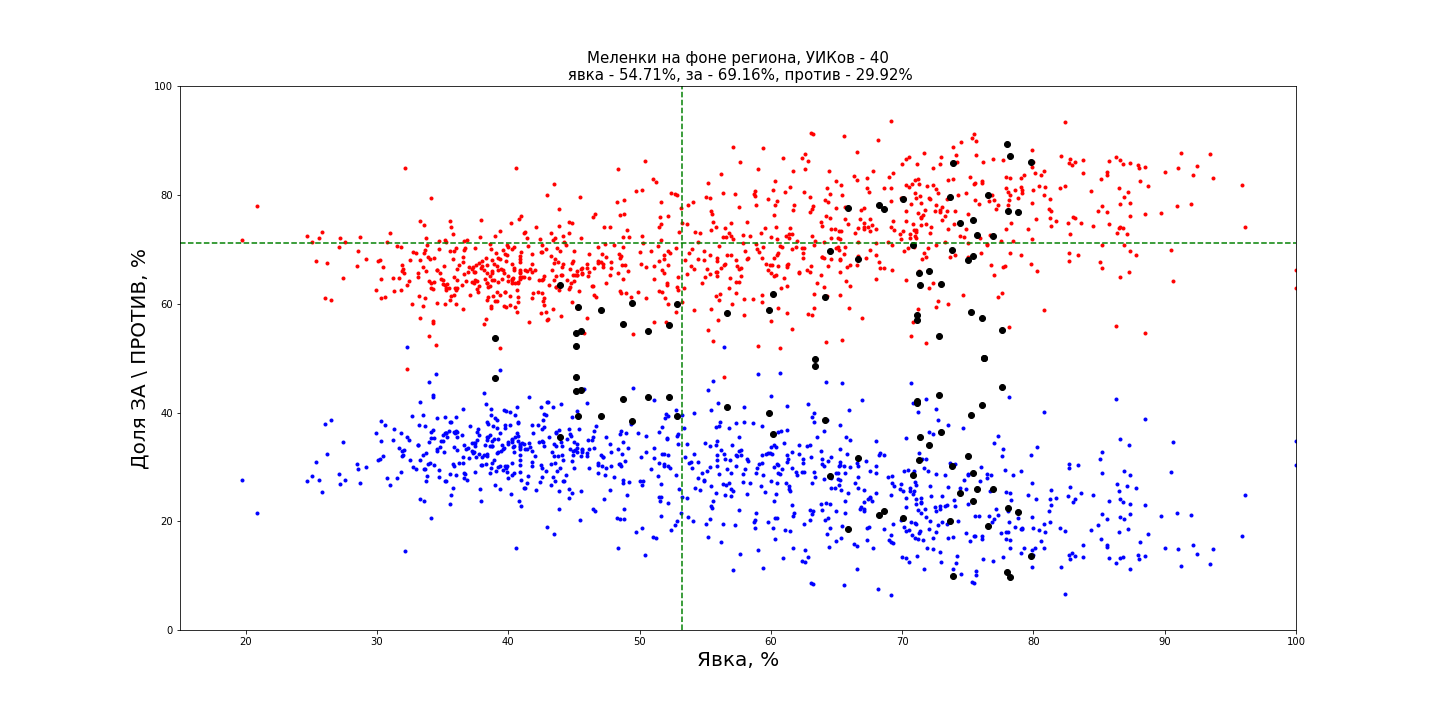 Меленки на фоне региона, УИКов - 40
явка - 54.71%, за - 69.16%, против - 29.92%
Доля ЗА \ ПРОТИВ, %
100
80
60
40
20
0
20 30 40 50 60 70 80 90 100
Явка, %